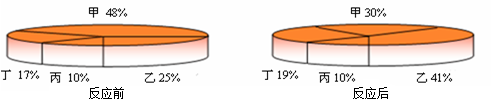 甲 48%
丁 17% 丙 10% 乙 25%
反应前
甲 30%
丁 19% 丙 10% 乙 41%
反应后